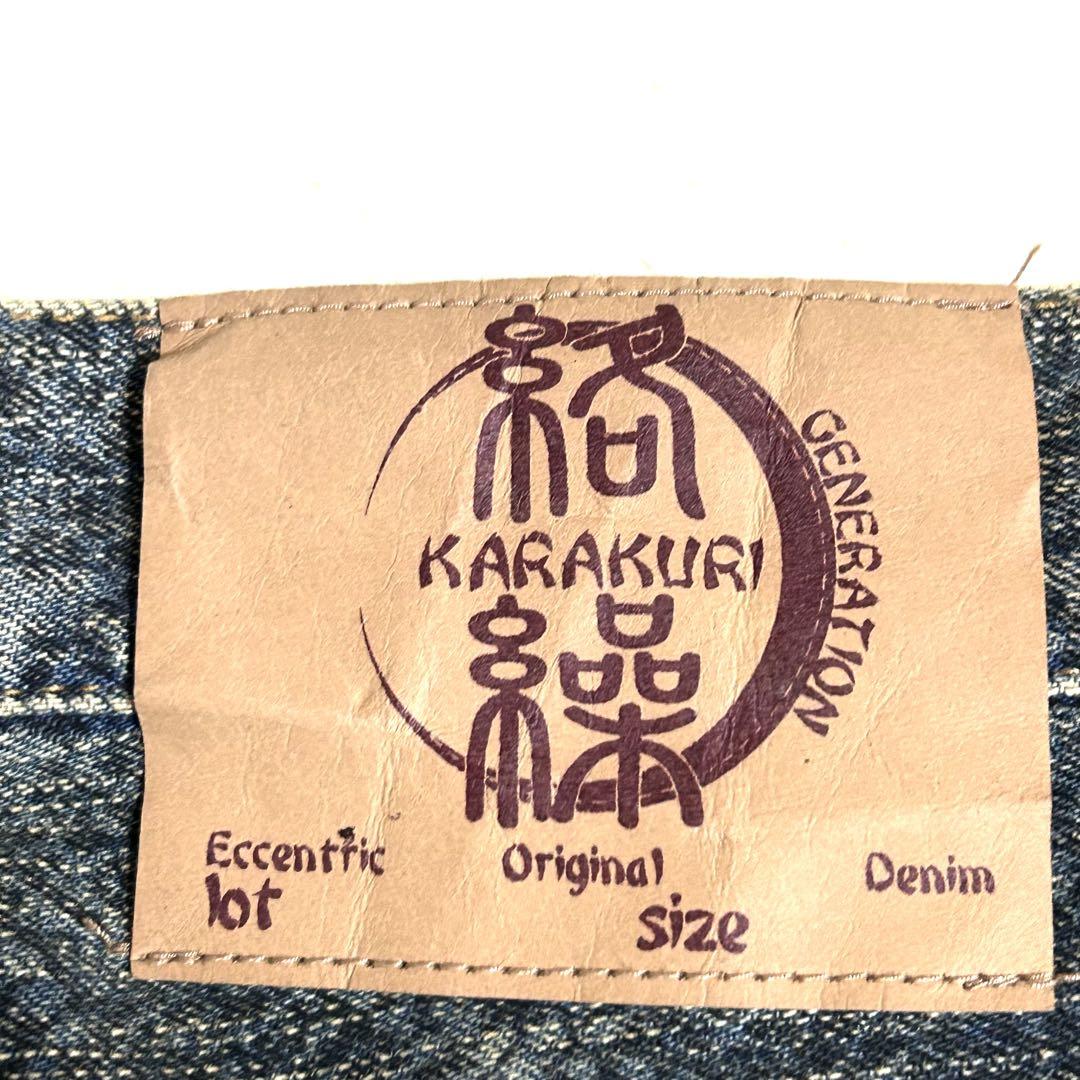 絡
KARAKURI
繰
GENERATION
Eccentric Original Denim
lot size